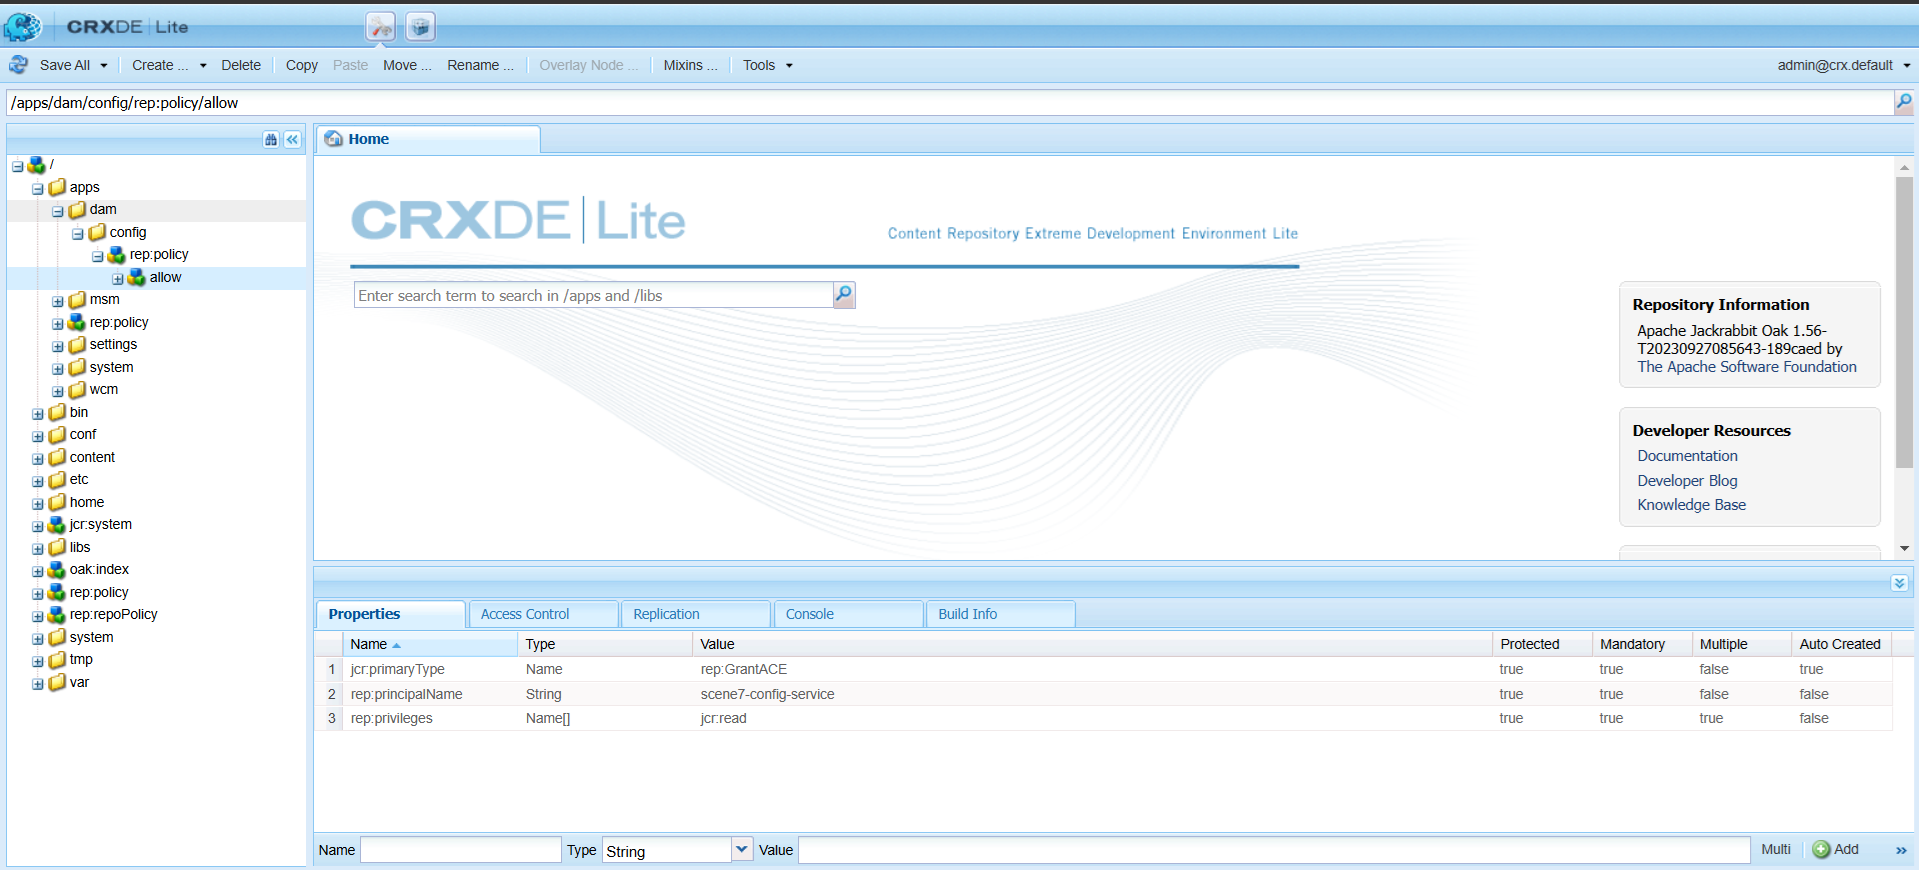 CRXDE | Lite
Save All Create ... Delete Copy Paste Move ... Rename ... Overlay Node ... Mixins ... Tools admin@crx.default
/apps/dam/config/rep:policy/allow
/
apps
dam
config
rep:policy
allow
msm
rep:policy
settings
system
wcm
bin
conf
content
etc
home
jcr:system
libs
oak:index
rep:policy
rep:repoPolicy
system
tmp
var
Home
CRXDE | Lite
Content Repository Extreme Development Environment Lite
Enter search term to search in /apps and /libs
Repository Information
Apache Jackrabbit Oak 1.56-
T20230927085643-189caed by
The Apache Software Foundation
Developer Resources
Documentation
Developer Blog
Knowledge Base
Properties Access Control Replication Console Build Info
Name Type Value Protected Mandatory Multiple Auto Created
1 jcr:primaryType Name rep:GrantACE true true false true
2 rep:principalName String scene7-config-service true true false false
3 rep:privileges Name[] jcr:read true true true false
Name Type String Value Multi Add